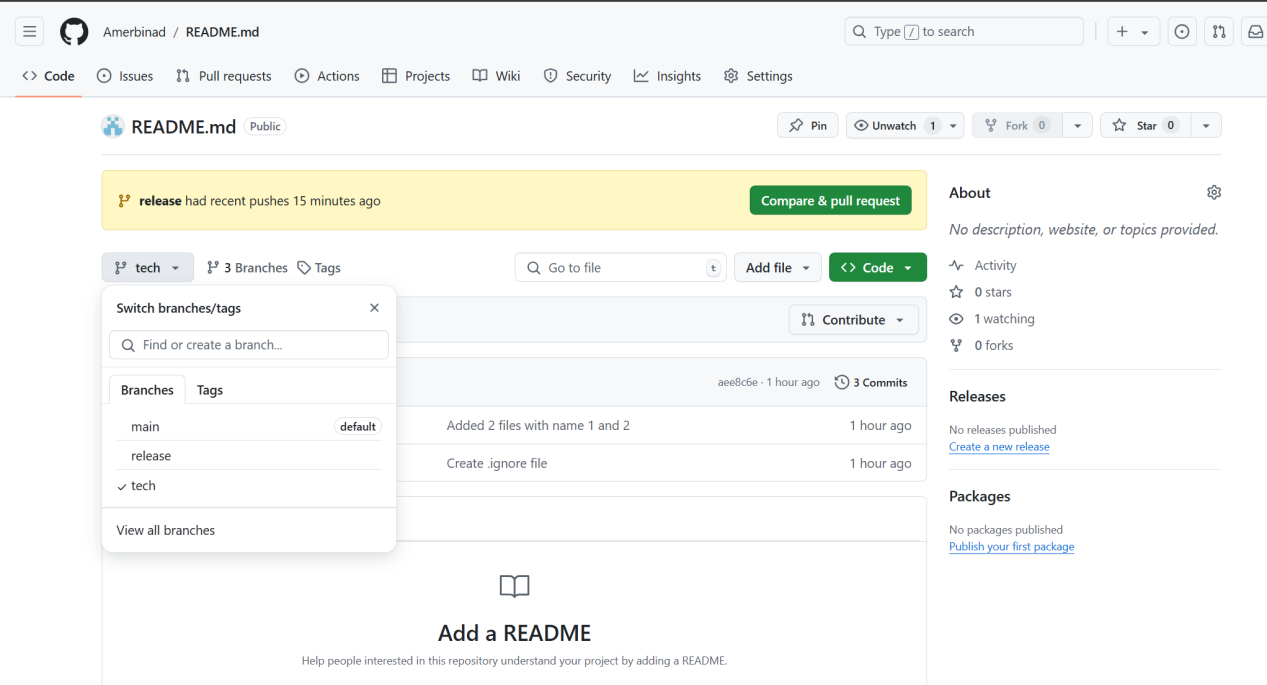 Amerbinad / README.md
Type / to search
Code Issues Pull requests Actions Projects Wiki Security Insights Settings
README.md Public
Pin Unwatch 1 Fork 0 Star 0
release had recent pushes 15 minutes ago
Compare & pull request
tech 3 Branches Tags
Go to file t
Add file
Code
Switch branches/tags
Find or create a branch...
Branches Tags
main default
release
tech
View all branches
Contribute
aee8c6e · 1 hour ago 3 Commits
Added 2 files with name 1 and 2 1 hour ago
Create .ignore file 1 hour ago
Add a README
Help people interested in this repository understand your project by adding a README.
About
No description, website, or topics provided.
Activity
0 stars
1 watching
0 forks
Releases
No releases published
Create a new release
Packages
No packages published
Publish your first package